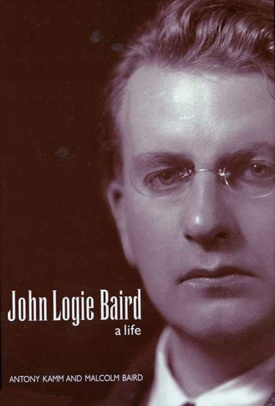 John Logie Baird
a life
ANTONY KAMM AND MALCOLM BAIRD